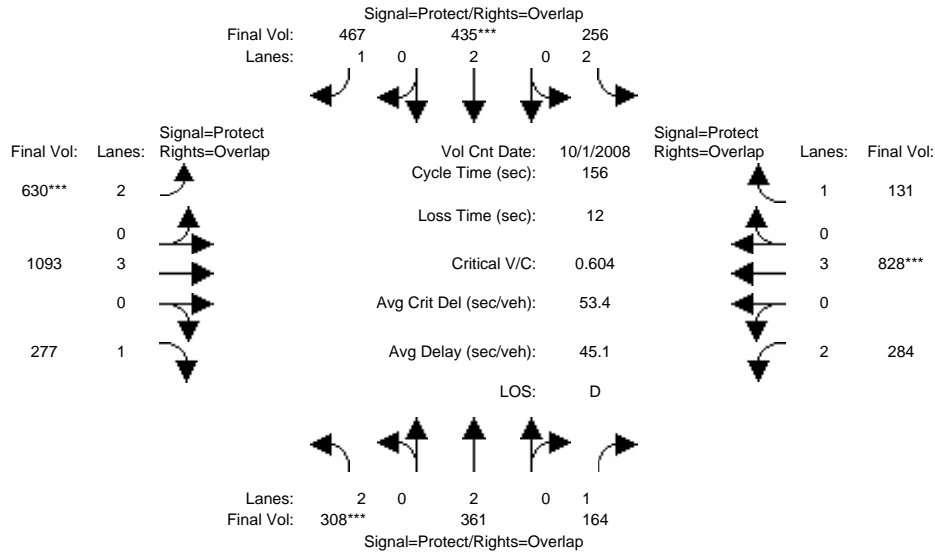 Signal=Protect/Rights=Overlap
Final Vol: 467 435*** 256
Lanes: 1 0 2 0 2
Signal=Protect Signal=Protect
Final Vol: Lanes: Rights=Overlap Vol Cnt Date: 10/1/2008 Rights=Overlap Lanes: Final Vol:
Cycle Time (sec): 156
630*** 2 1 131
Loss Time (sec): 12
0 0
1093 3 Critical V/C: 0.604 3 828***
0 Avg Crit Del (sec/veh): 53.4 0
277 1 Avg Delay (sec/veh): 45.1 2 284
LOS: D
Lanes: 2 0 2 0 1
Final Vol: 308*** 361 164
Signal=Protect/Rights=Overlap